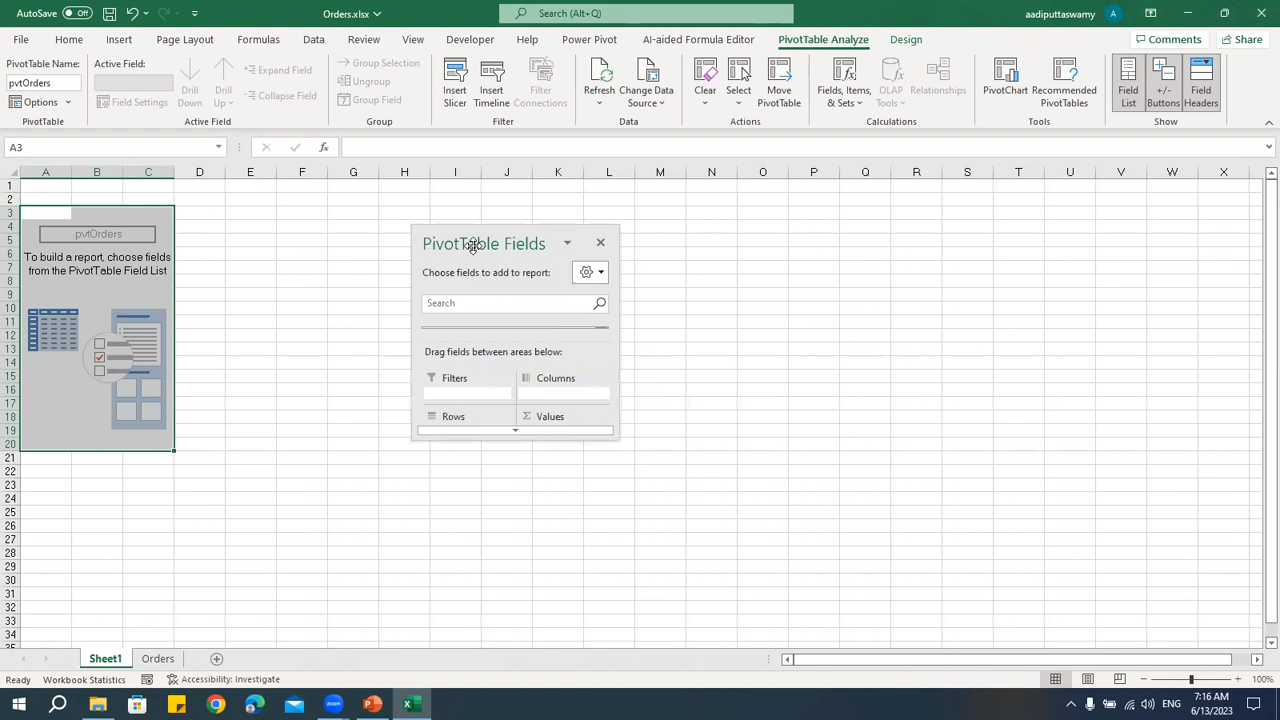 AutoSave Off Orders.xlsx Search (Alt+Q) aadiputtaswamy A
File Home Insert Page Layout Formulas Data Review View Developer Help Power Pivot AI-aided Formula Editor PivotTable Analyze Design Comments Share
PivotTable Name:
pvtOrders
Options
PivotTable
Active Field:
Field Settings
Drill Down
Drill Up
Expand Field
Collapse Field
Active Field
Group Selection
Ungroup
Group Field
Group
Insert Slicer
Insert Timeline
Filter Connections
Filter
Refresh
Change Data Source
Data
Clear
Select
Move PivotTable
Actions
Fields, Items, & Sets
OLAP Tools
Relationships
Calculations
PivotChart
Recommended PivotTables
Tools
Field List
+/- Buttons
Field Headers
Show
A3 fx
A B C D E F G H I J K L M N O P Q R S T U V W X
1
2
3
4
5
6
7
8
9
10
11
12
13
14
15
16
17
18
19
20
21
22
23
24
25
26
27
28
29
30
31
32
33
34
35
pvtOrders
To build a report, choose fields
from the PivotTable Field List
PivotTable Fields
Choose fields to add to report:
Search
Drag fields between areas below:
Filters Columns
Rows Σ Values
Sheet1 Orders
Ready Workbook Statistics Accessibility: Investigate 100%
ENG 7:16 AM
6/13/2023
zoom